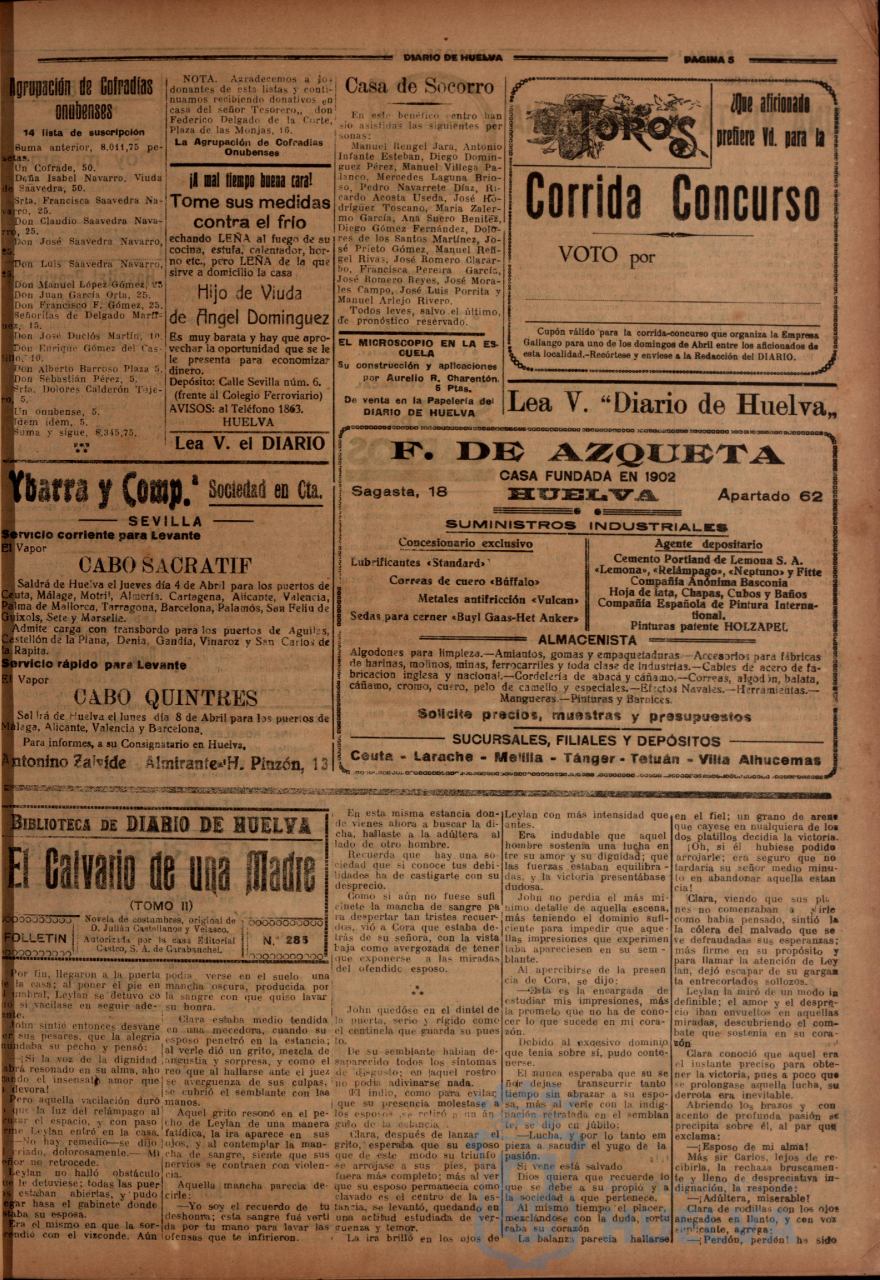 DIARIO DE HUELVA
PAGINA 5
Agrupación de Cofradías
onubenses
14 lista de suscripción
Suma anterior, 8.011,75 pesetas.
Un Cofrade, 50.
Doña Isabel Navarro, Viuda
de Saavedra, 50.
Srta. Francisca Saavedra Navarro, 25.
Don Claudio Saavedra Navarro, 25.
Don José Saavedra Navarro,
25.
Don Luis Saavedra Navarro,
25.
Don Manuel López Gómez, 25
Don Juan García Orta, 25.
Don Francisco F. Gómez, 25.
Señoritas de Delgado Martínez, 15.
Don José Duclós Martín, 10.
Don Enrique Gómez del Castillo, 10.
Don Alberto Barroso Plaza 5.
Don Sebastián Pérez, 5.
Srta. Dolores Calderón Tejero, 5.
Un onubense, 5.
Idem idem, 5.
Suma y sigue, 8.345,75.
NOTA. Agradecemos a los
donantes de esta listas y continuamos recibiendo donativos en
casa del señor Tesorero, don
Federico Delgado de la Corte,
Plaza de las Monjas, 16.
La Agrupación de Cofradías
Onubenses
¡A mal tiempo buena cara!
Tome sus medidas
contra el frío
echando LEÑA al fuego de su
cocina, estufa, calentador, horno etc., pero LEÑA de la que
sirve a domicilio la casa
Hijo de Viuda
de Angel Dominguez
Es muy barata y hay que aprovechar la oportunidad que se le
le presenta para economizar
dinero.
Depósito: Calle Sevilla núm. 6.
(frente al Colegio Ferroviario)
AVISOS: al Teléfono 1863.
HUELVA
Lea V. el DIARIO
Casa de Socorro
En este benéfico centro han
sío asistidas las siguientes personas:
Manuel Rengel Jara, Antonio
Infante Esteban, Diego Domínguez Pérez, Manuel Villega Palanco, Mercedes Laguna Brioso, Pedro Navarrete Díaz, Ricardo Acosta Useda, José Rodríguez Toscano, María Zalermo García, Ana Suero Benítez,
Diego Gómez Fernández, Dolores de los Santos Martínez, José Prieto Gómez, Manuel Rengel Rivas, José Romero Clararbo, Francisca Pereira García,
José Romero Reyes, José Morales Campo, José Luis Porrita y
Manuel Arlejo Rivero.
Todos leves, salvo el último,
de pronóstico reservado.
EL MICROSCOPIO EN LA ESCUELA
Su construcción y aplicaciones
por Aurelio R. Charentón.
5 Ptas.
De venta en la Papelería del
DIARIO DE HUELVA
TOROS
¿Que aficionado
prefiere Vd. para la
Corrida Concurso
VOTO por
Cupón válido para la corrida-concurso que organiza la Empresa
Gallango para uno de los domingos de Abril entre los aficionados de
esta localidad.-Recórtese y envíese a la Redacción del DIARIO.
Lea V. "Diario de Huelva„
Ybarra y Comp.ª Sociedad en Cta.
SEVILLA
Servicio corriente para Levante
El Vapor
CABO SACRATIF
Saldrá de Huelva el Jueves día 4 de Abril para los puertos de
Ceuta, Málage, Motril, Almería, Cartagena, Alicante, Valencia,
Palma de Mallorca, Tarragona, Barcelona, Palamós, San Feliu de
Guixols, Sete y Marselia.
Admite carga con transbordo para los puertos de Aguilas,
Castellón de la Plana, Denia, Gandía, Vinaroz y San Carlos de
la Rapita.
Servicio rápido para Levante
El Vapor
CABO QUINTRES
Saldrá de Huelva el lunes día 8 de Abril para los puertos de
Málaga, Alicante, Valencia y Barcelona.
Para informes, a su Consignatario en Huelva,
Antonino Zalvide Almirante H. Pinzón, 13
F. DE AZQUETA
CASA FUNDADA EN 1902
Sagasta, 18 HUELVA Apartado 62
SUMINISTROS INDUSTRIALES
Concesionario exclusivo
Lubrificantes «Standard»
Correas de cuero «Búffalo»
Metales antifricción «Vulcan»
Sedas para cerner «Buyl Gaas-Het Anker»
Agente depositario
Cemento Portland de Lemona S. A.
«Lemona», «Relámpago», «Neptuno» y Fitte
Compañía Anónima Basconia
Hoja de lata, Chapas, Cubos y Baños
Compañía Española de Pintura Internacional.
Pinturas patente HOLZAPEL
ALMACENISTA
Algodones para limpieza.—Amiantos, gomas y empaquetaduras.—Accesorios para fábricas
de harinas, molinos, minas, ferrocarriles y toda clase de industrias.—Cables de acero de fabricación inglesa y nacional.—Cordelería de abacá y cáñamo.—Correas, algodón, balata,
cáñamo, cromo, cuero, pelo de camello y especiales.—Efectos Navales.—Herramientas.—
Mangueras.—Pinturas y Barnices.
Solicite precios, muestras y presupuestos
SUCURSALES, FILIALES Y DEPÓSITOS
Ceuta - Larache - Melilla - Tánger - Tetuán - Villa Alhucemas
BIBLIOTECA DE DIARIO DE HUELVA
El Calvario de una Madre
(TOMO II)
FOLLETIN
Novela de costumbres, original de
D. Julián Castellanos y Velasco.
Autorizada por la casa Editorial
Castro, S. A. de Carabanchel.
N.º 285
Por fin, llegaron a la puerta
de la casa; al poner el pie en
umbral, Leylan se detuvo como
si vacilase en seguir adelante.
John sintió entonces desvanecer
sus pesares, que la alegría
inundaba su pecho y pensó:
—¡Si la voz de la dignidad
habrá resonado en su alma, ahogando el insensato amor que
devora!
Pero aquella vacilación duró
lo que la luz del relámpago al
cruzar el espacio, y con paso
firme Leylan entró en la casa.
—No hay remedio—se dijo
criado, dolorosamente.— Mi
señor no retrocede.
Leylan no halló obstáculo
que le detuviese; todas las puertas estaban abiertas, y pudo
llegar hasa el gabinete donde
estaba su esposa.
Era el mismo en que la sorprendió con el vizconde. Aún
podía verse en el suelo una
mancha oscura, producida por
la sangre con que quiso lavar
su honra.
Clara estaba medio tendida
en una mecedora, cuando su
esposo penetró en la estancia;
al verle dió un grito, mezcla de
angustia y sorpresa, y como el
reo que al hallarse ante el juez
se avergüenza de sus culpas,
se cubrió el semblante con las
manos.
Aquel grito resonó en el pecho de Leylan de una manera
fatídica, la ira aparece en sus
ojos, y al contemplar la mancha de sangre, siente que sus
nervios se contraen con violencia.
Aquella mancha parecía decirle:
—Yo soy el recuerdo de tu
deshonra; esta sangre fué vertida por tu mano para lavar las
ofensas que te infirieron.
En esta misma estancia donde vienes ahora a buscar la dicha, hallaste a la adúltera al
lado de otro hombre.
Recuerda que hay una sociedad que si conoce tus debilidades ha de castigarte con su
desprecio.
Como si aún no fuese suficinete la mancha de sangre para despertar tan tristes recuerdos, vió a Cora que estaba detrás de su señora, con la vista
baja como avergozada de tener
que exponerse a las miradas
del ofendido esposo.
John quedóse en el dintel de
la puerta, serio y rígido como
el centinela que guarda su puesto.
De su semblante habían desaparecido todos los síntomas
de disgusto; en aquel rostro
no podía adivinarse nada.
El indio, como para evitar
que su presencia molestase a
los esposos se retiró a un ángulo de la estancia.
Clara, después de lanzar el
grito, esperaba que su esposo
que de este modo su triunfo
se arrojase a sus pies, para
fuera más completo; más al ver
que su esposo permanecía como
clavado es el centro de la estancia, se levantó, quedando en
una actitud estudiada de vergüenza y temor.
La ira brilló en los ojos de
Leylan con más intensidad que
antes.
Era indudable que aquel
hombre sostenía una lucha entre su amor y su dignidad; que
las fuerzas estaban equilibradas, y la victoria presentábase
dudosa.
John no perdía el más mínimo detalle de aquella escena,
más teniendo el dominio suficiente para impedir que aquellas impresiones que experimentaba apareciesen en su semblante.
Al apercibirse de la presencia de Cora, se dijo:
—Esta es la encargada de
estudiar mis impresiones, más
la prometo que no ha de conocer lo que sucede en mi corazón.
Debido al excesivo dominio
que tenía sobre sí, pudo contenerse.
El nunca esperaba que su señor dejase transcurrir tanto
tiempo sin abrazar a su esposa, más al verle con la indignación retratada en el semblante, se dijo cu júbilo:
—Lucha, y por lo tanto empieza a sacudir el yugo de la
pasión.
Si vene está salvado
Dios quiera que recuerde lo
que se debe a su propio y a
la sociedad a que pertenece.
Al mismo tiempo el placer,
mezclándose con la duda, torturaba su corazón
La balanza parecía hallarse
en el fiel; un grano de arena
que cayese en nualquiera de los
dos platillos decidía la victoria.
¡Oh, si él hubiese podido
arrojarle; era seguro que no
tardaría su señor medio minuto en abandonar aquella estancia!
Clara, viendo que sus planes no comenzaban a salirle
como había pensado, sintió la
la cólera del malvado que se
ve defraudadas sus esperanzas;
más firme en su propósito y
para llamar la atención de Leylan, dejó escapar de su garganta entrecortados sollozos.
Leylan la miró de un modo indefinible; el amor y el desprecio iban envueltos en aquellas
miradas, descubriendo el combate que sostenía en su corazón
Clara conoció que aquel era
el instante preciso para obtener la victoria, pues a poco que
se prolongase aquella lucha, su
derrota era inevitable.
Abriendo los brazos y con
acento de profunda pasión se
precipita sobre él, al par que
exclama:
—¡Esposo de mi alma!
Más sir Carlos, lejos de recibirla, la rechaza bruscamente y lleno de despreciativa indignación, la responde:
—¡Adúltera, miserable!
Clara de rodillas con los ojos
anegados en llanto, y con voz
suplicante, agrega:
—¡Perdón, perdón! he sido